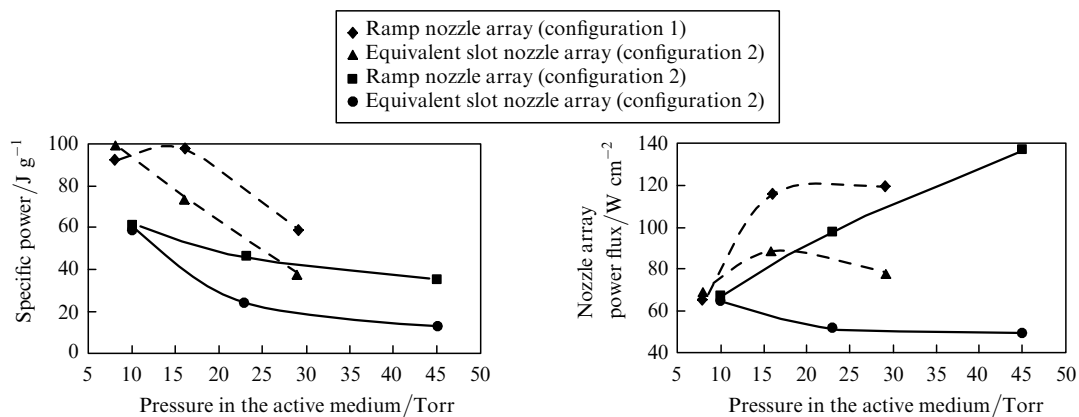 Ramp nozzle array (configuration 1)
Equivalent slot nozzle array (configuration 2)
Ramp nozzle array (configuration 2)
Equivalent slot nozzle array (configuration 2)
Specific power/J g⁻¹
100
80
60
40
20
0
5 10 15 20 25 30 35 40 45 50
Pressure in the active medium/Torr
Nozzle array
power flux/W cm⁻²
140
120
100
80
60
40
5 10 15 20 25 30 35 40 45 50
Pressure in the active medium/Torr